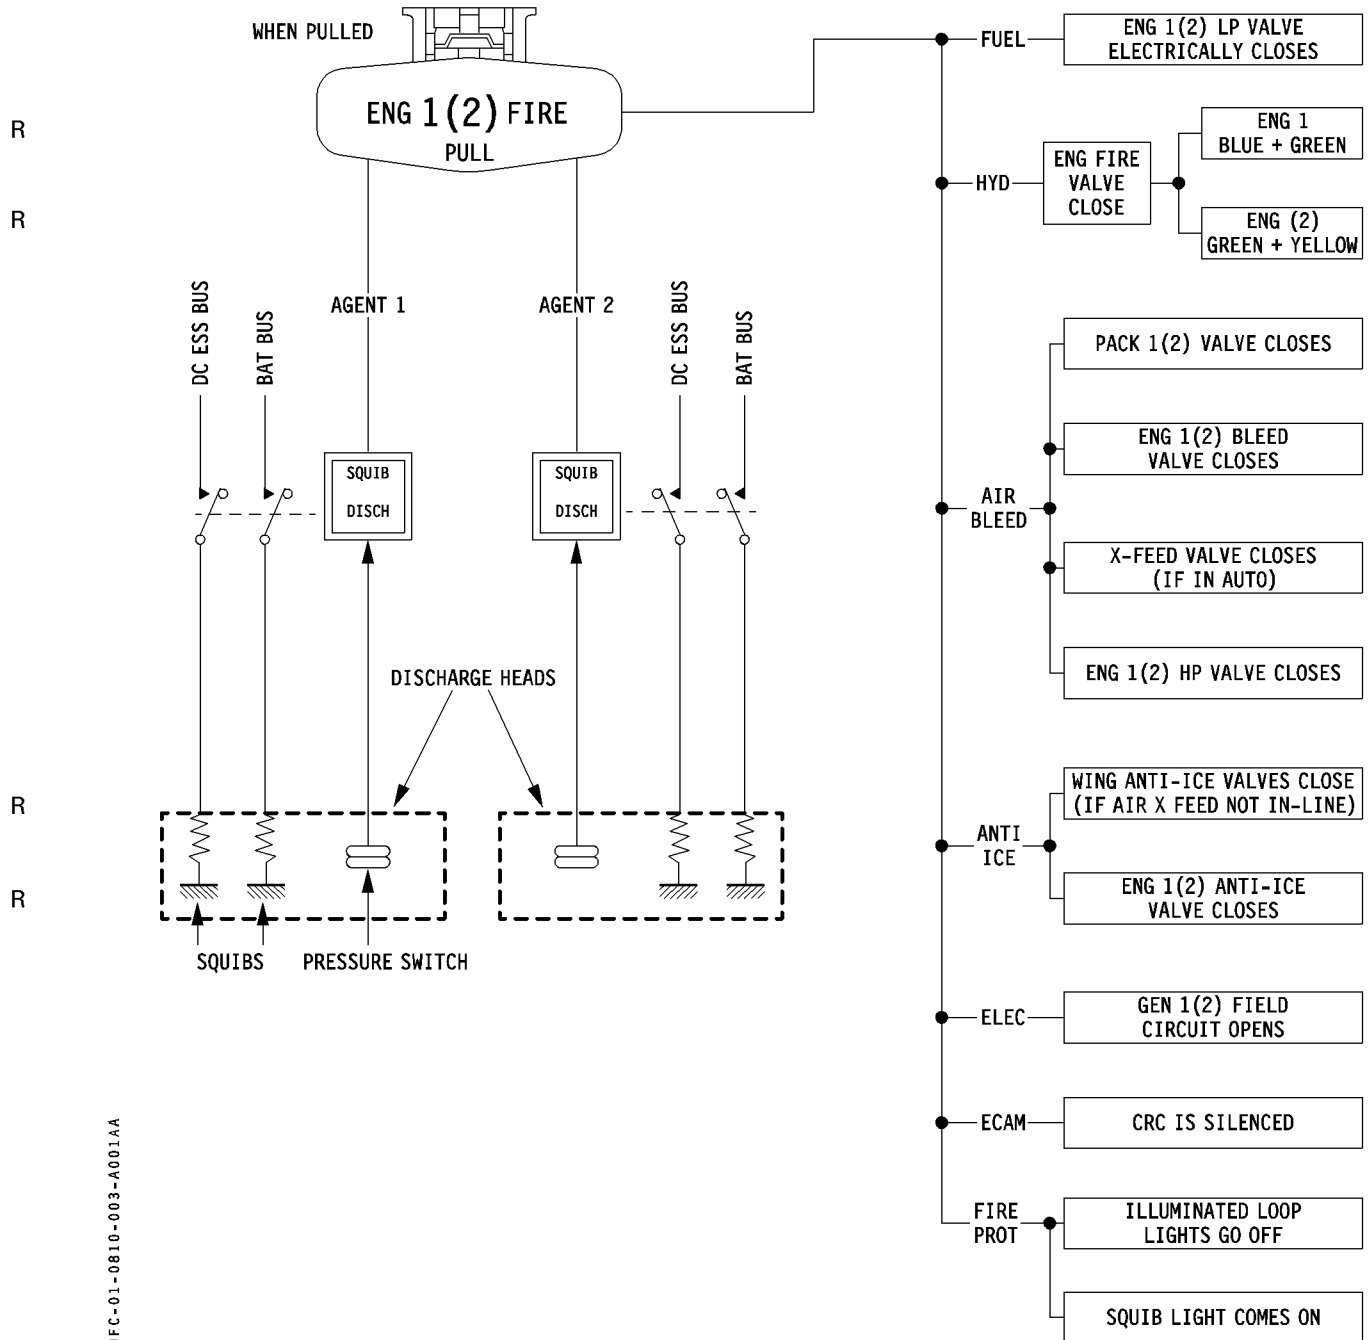 WHEN PULLED
ENG 1(2) FIRE
PULL
R
R
R
R
AGENT 1
AGENT 2
DC ESS BUS
BAT BUS
DC ESS BUS
BAT BUS
SQUIB
DISCH
SQUIB
DISCH
DISCHARGE HEADS
SQUIBS
PRESSURE SWITCH
FUEL
ENG 1(2) LP VALVE
ELECTRICALLY CLOSES
HYD
ENG FIRE
VALVE
CLOSE
ENG 1
BLUE + GREEN
ENG (2)
GREEN + YELLOW
AIR
BLEED
PACK 1(2) VALVE CLOSES
ENG 1(2) BLEED
VALVE CLOSES
X-FEED VALVE CLOSES
(IF IN AUTO)
ENG 1(2) HP VALVE CLOSES
ANTI
ICE
WING ANTI-ICE VALVES CLOSE
(IF AIR X FEED NOT IN-LINE)
ENG 1(2) ANTI-ICE
VALVE CLOSES
ELEC
GEN 1(2) FIELD
CIRCUIT OPENS
ECAM
CRC IS SILENCED
FIRE
PROT
ILLUMINATED LOOP
LIGHTS GO OFF
SQUIB LIGHT COMES ON
FC-01-0810-003-A001AA